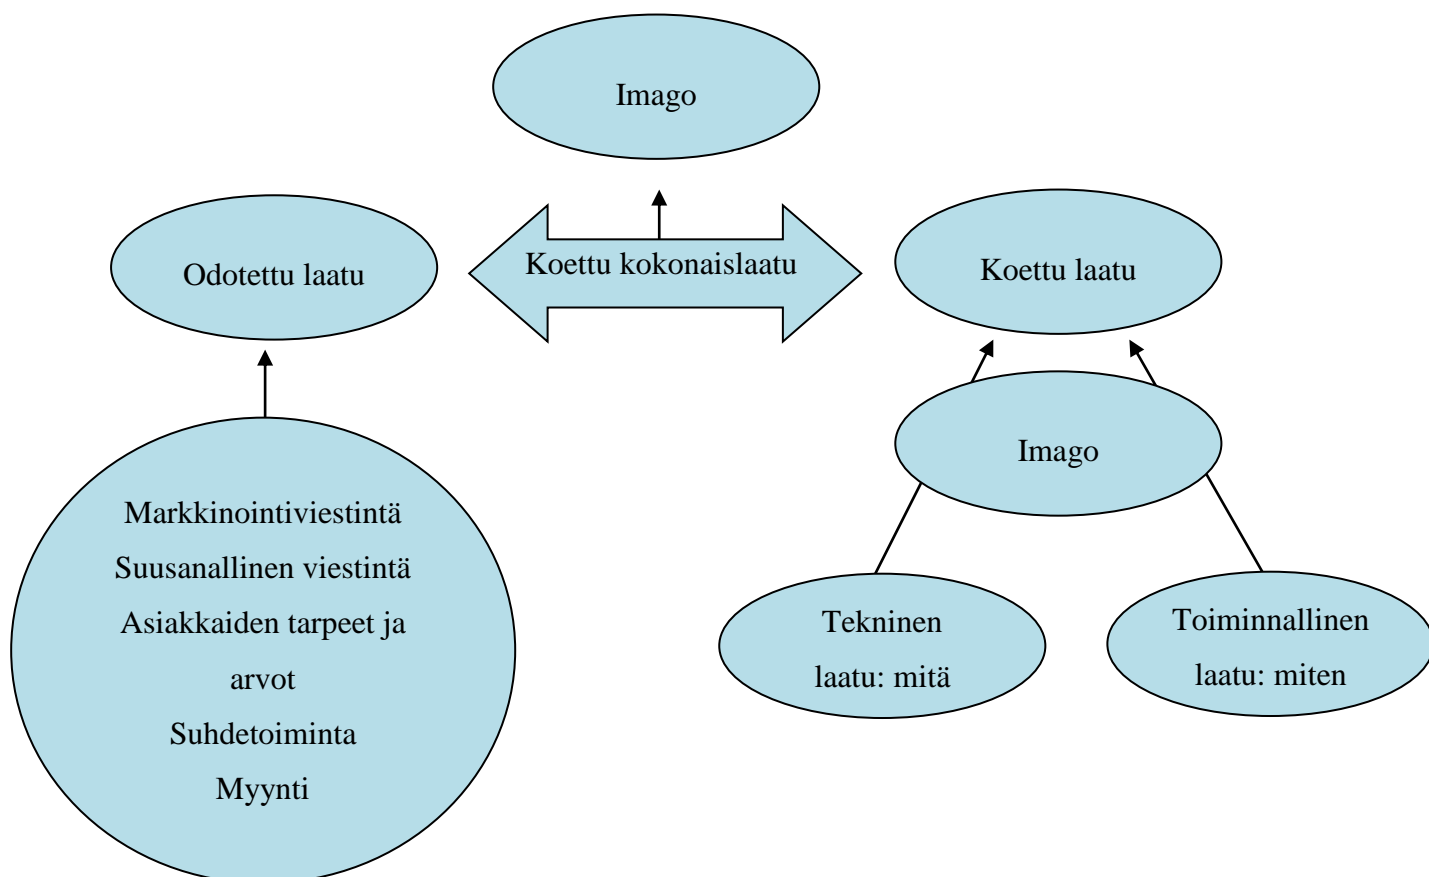 Imago
Odotettu laatu
Koettu kokonaislaatu
Koettu laatu
Imago
Markkinointiviestintä
Suusanallinen viestintä
Asiakkaiden tarpeet ja
arvot
Suhdetoiminta
Myynti
Tekninen
laatu: mitä
Toiminnallinen
laatu: miten